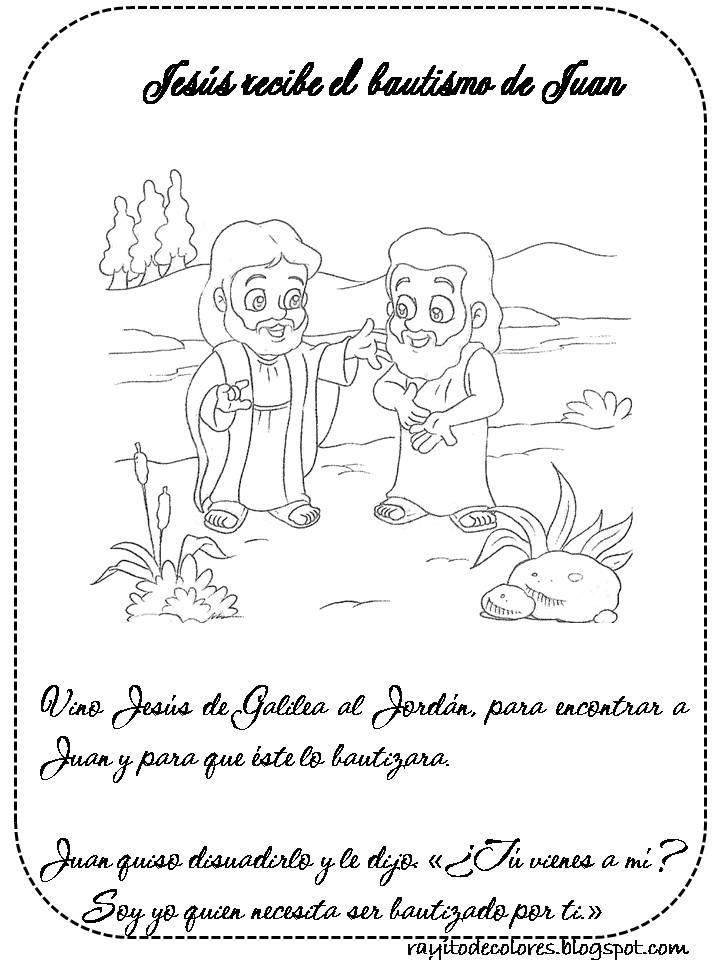 Jesús recibe el bautismo de Juan
Vino Jesús de Galilea al Jordán, para encontrar a
Juan y para que éste lo bautizara.
Juan quiso disuadirlo y le dijo: «¿Tú vienes a mí?
Soy yo quien necesita ser bautizado por ti.»
rayitodecolores.blogspot.com